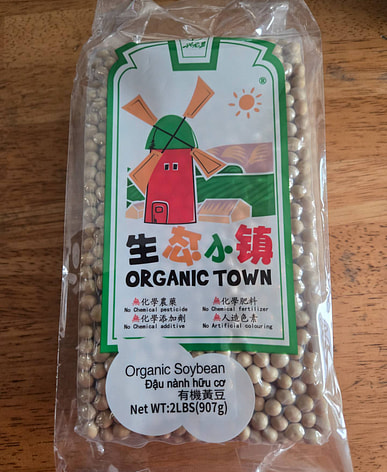 ®
生态小镇
ORGANIC TOWN
無化學農藥
No Chemical pesticide
無化學肥料
No Chemical fertilizer
無化學添加劑
No Chemical additive
無人造色素
No Artificial colouring
Organic Soybean
Đậu nành hữu cơ
有機黃豆
Net WT:2LBS(907g)